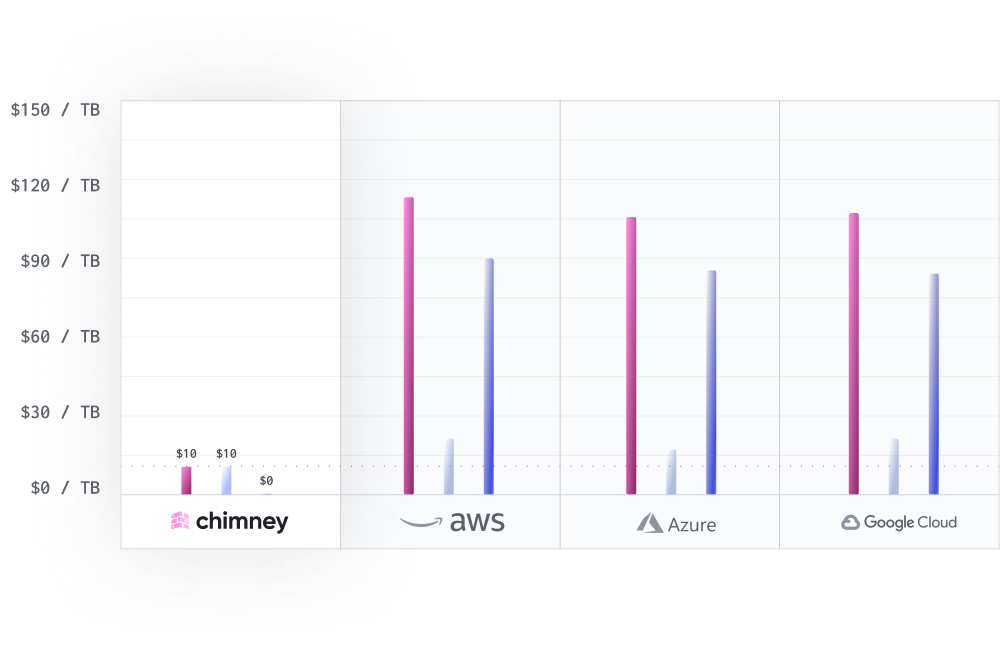 $150 / TB
$120 / TB
$90 / TB
$60 / TB
$30 / TB
$0 / TB
$10 $10 $0
chimney aws Azure Google Cloud